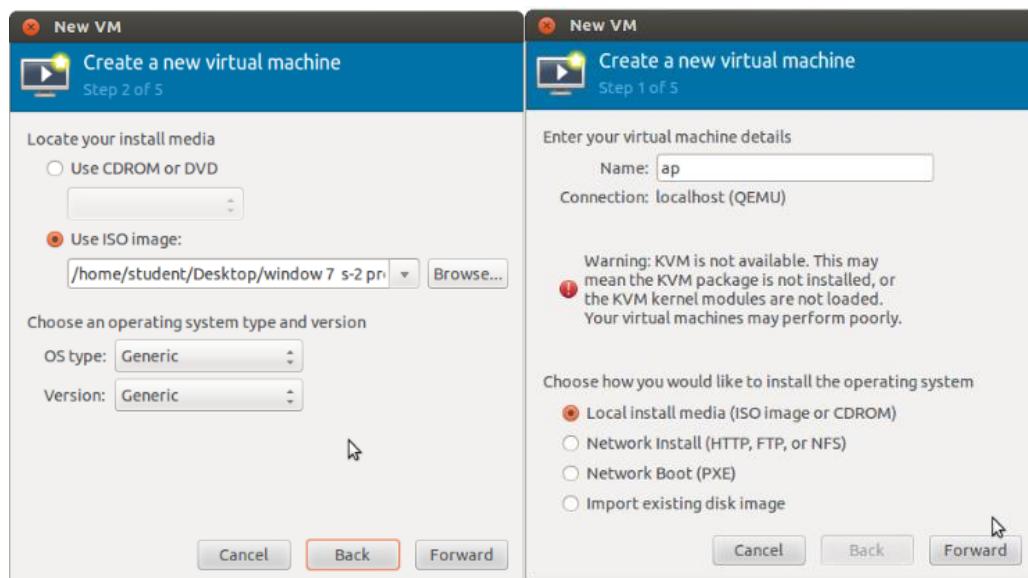 New VM
Create a new virtual machine
Step 2 of 5
Locate your install media
Use CDROM or DVD
Use ISO image:
/home/student/Desktop/window 7 s-2 pr
Browse...
Choose an operating system type and version
OS type: Generic
Version: Generic
Cancel Back Forward
New VM
Create a new virtual machine
Step 1 of 5
Enter your virtual machine details
Name: ap
Connection: localhost (QEMU)
Warning: KVM is not available. This may
mean the KVM package is not installed, or
the KVM kernel modules are not loaded.
Your virtual machines may perform poorly.
Choose how you would like to install the operating system
Local install media (ISO image or CDROM)
Network Install (HTTP, FTP, or NFS)
Network Boot (PXE)
Import existing disk image
Cancel Back Forward